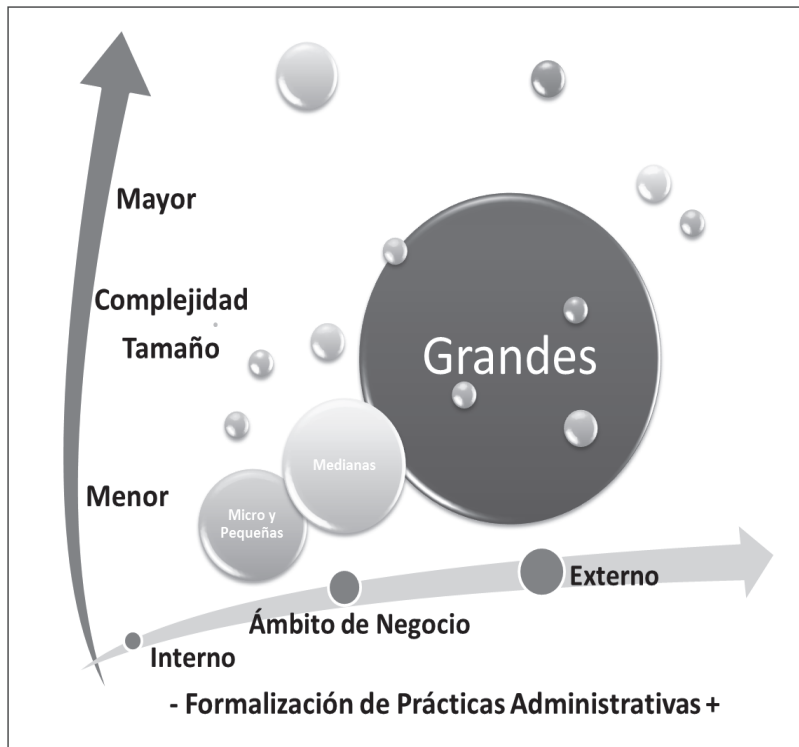 Mayor
Complejidad
Tamaño
Menor
Grandes
Medianas
Micro y
Pequeñas
Externo
Ámbito de Negocio
Interno
- Formalización de Prácticas Administrativas +